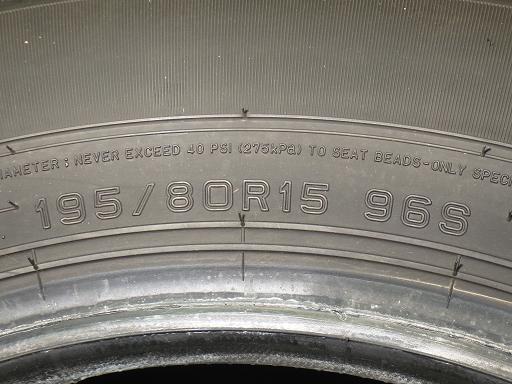 IAMETER : NEVER EXCEED 40 PSI (275kPa) TO SEAT BEADS-ONLY SPEC
195/80R15 96S